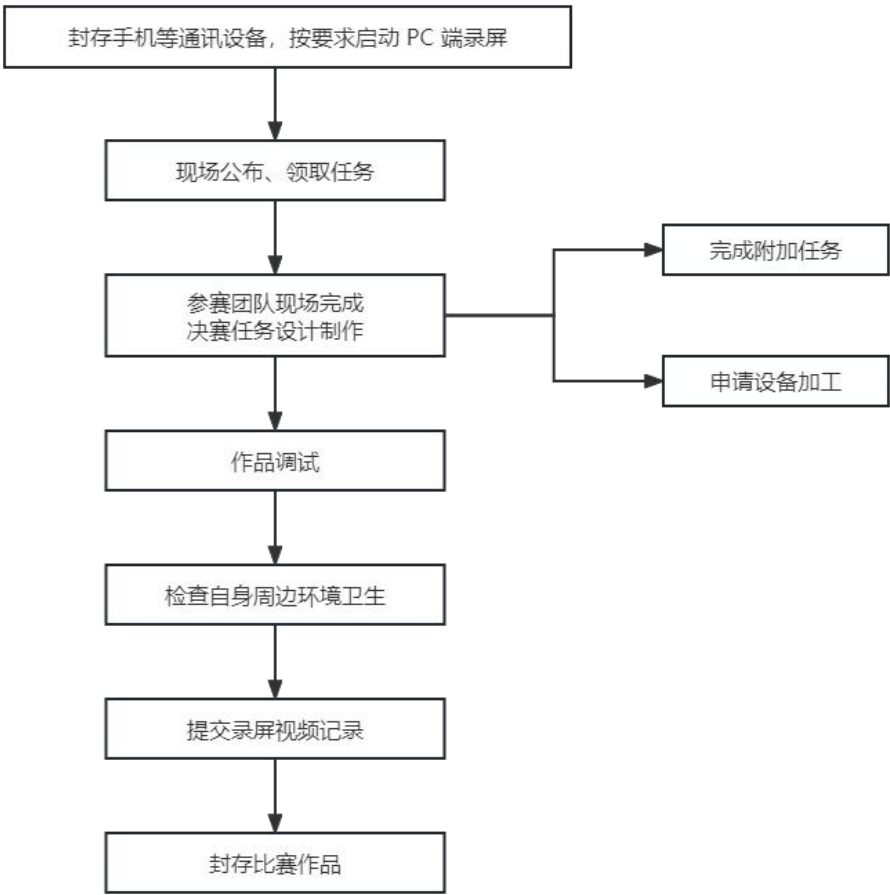 封存手机等通讯设备，按要求启动 PC 端录屏
现场公布、领取任务
参赛团队现场完成
决赛任务设计制作
完成附加任务
申请设备加工
作品调试
检查自身周边环境卫生
提交录屏视频记录
封存比赛作品